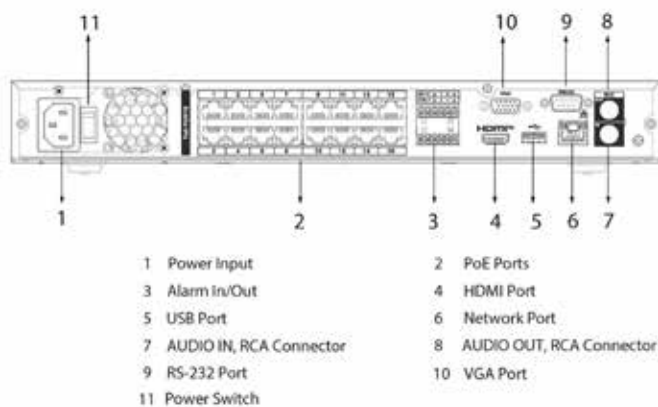 11 10 9 8
HDMI
1 2 3 4 5 6 7
1 Power Input 2 PoE Ports
3 Alarm In/Out 4 HDMI Port
5 USB Port 6 Network Port
7 AUDIO IN, RCA Connector 8 AUDIO OUT, RCA Connector
9 RS-232 Port 10 VGA Port
11 Power Switch